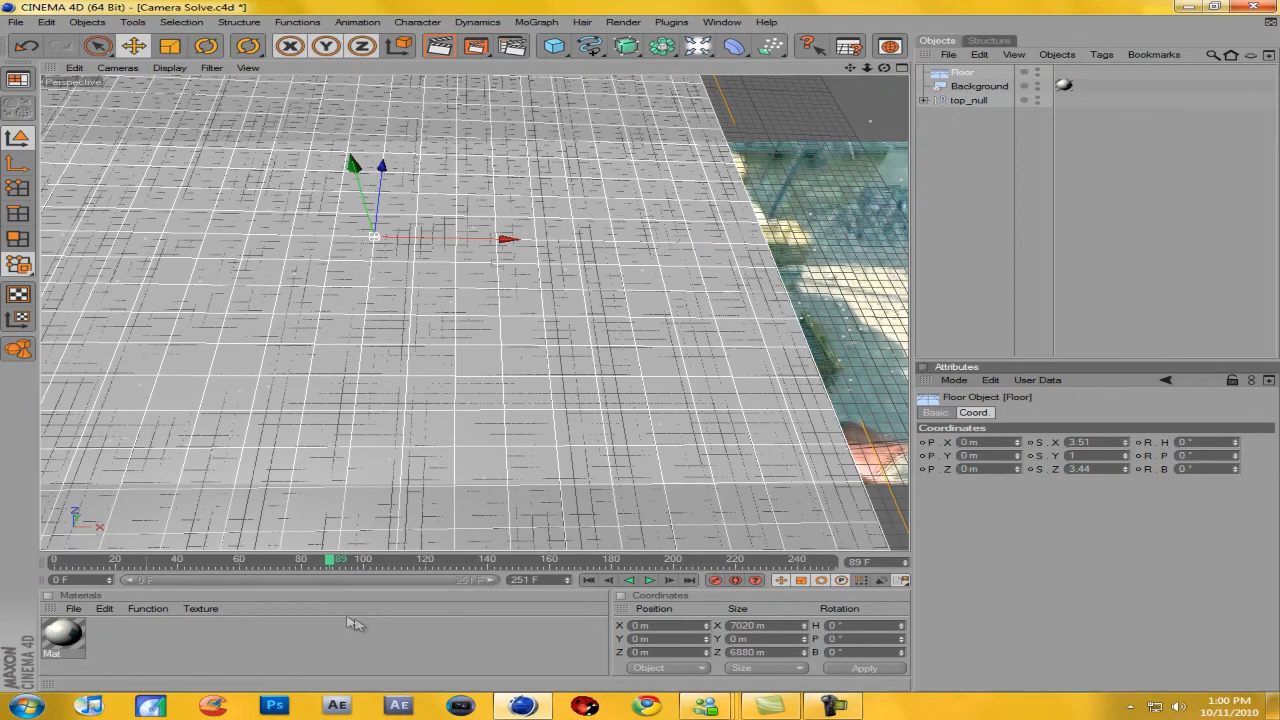 CINEMA 4D (64 Bit) - [Camera Solve.c4d *]
File Edit Objects Tools Selection Structure Functions Animation Character Dynamics MoGraph Hair Render Plugins Window Help
Objects Structure
Edit Cameras Display Filter View
File Edit View Objects Tags Bookmarks
Perspective
Floor
Background
top_null
Attributes
Mode Edit User Data
Floor Object [Floor]
Basic Coord.
Coordinates
P . X 0 m S . X 3.51 R . H 0 °
P . Y 0 m S . Y 1 R . P 0 °
P . Z 0 m S . Z 3.44 R . B 0 °
Z
X
0 20 40 60 80 89 100 120 140 160 180 200 220 240 89 F
0 F 0 F 251 F 251 F
Materials
File Edit Function Texture
Mat
Coordinates
Position Size Rotation
X 0 m X 7020 m H 0 °
Y 0 m Y 0 m P 0 °
Z 0 m Z 6880 m B 0 °
Object Size Apply
MAXON
CINEMA 4D
Ps Ae Ae
1:00 PM
10/11/2010